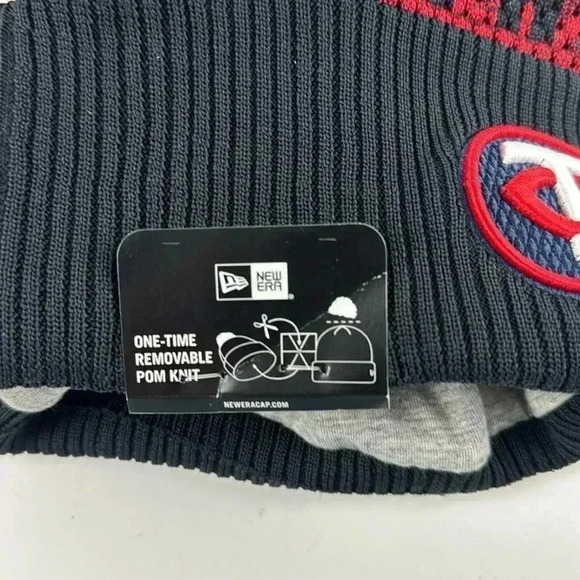 NEW
ERA
ONE-TIME
REMOVABLE
POM KNIT
NEWERACAP.COM